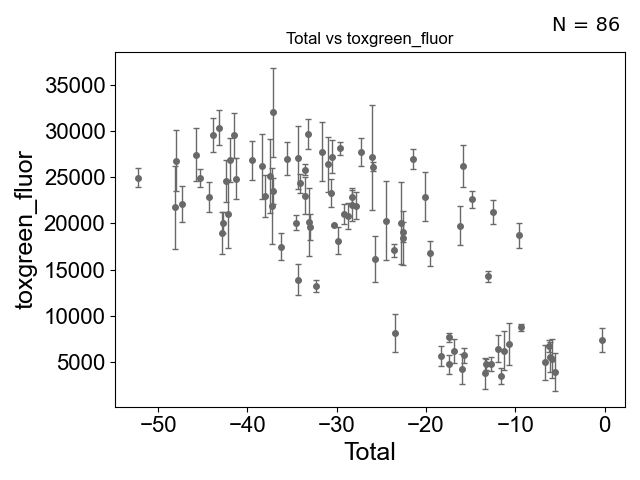 N = 86
Total vs toxgreen_fluor
toxgreen_fluor
35000
30000
25000
20000
15000
10000
5000
−50 −40 −30 −20 −10 0
Total